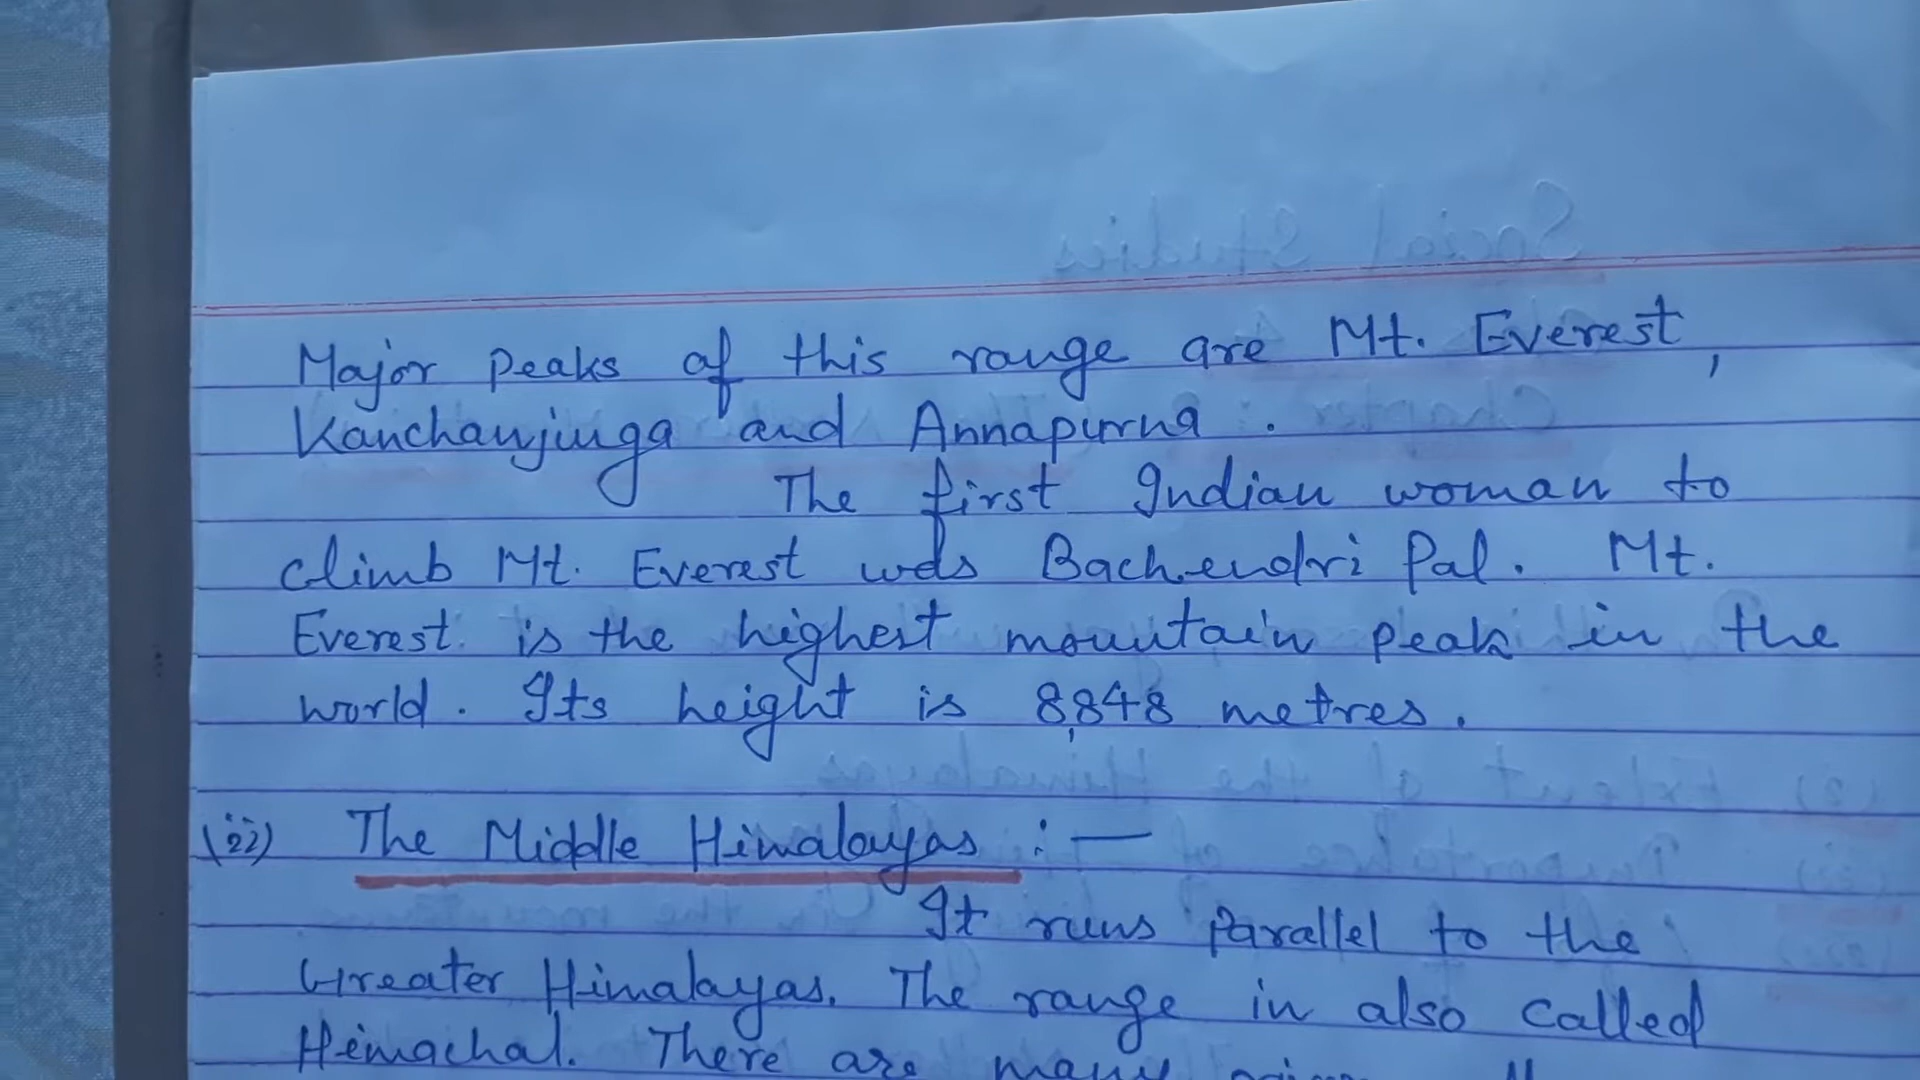 Major Peaks of this range are Mt. Everest,
Kanchanjunga and Annapurna.
The first Indian woman to
climb Mt. Everest was Bachendri Pal. Mt.
Everest is the highest mountain peak in the
world. Its height is 8,848 metres.
(ii) The Middle Himalayas :—
It runs Parallel to the
Greater Himalayas. The range in also called
Himachal. There are many